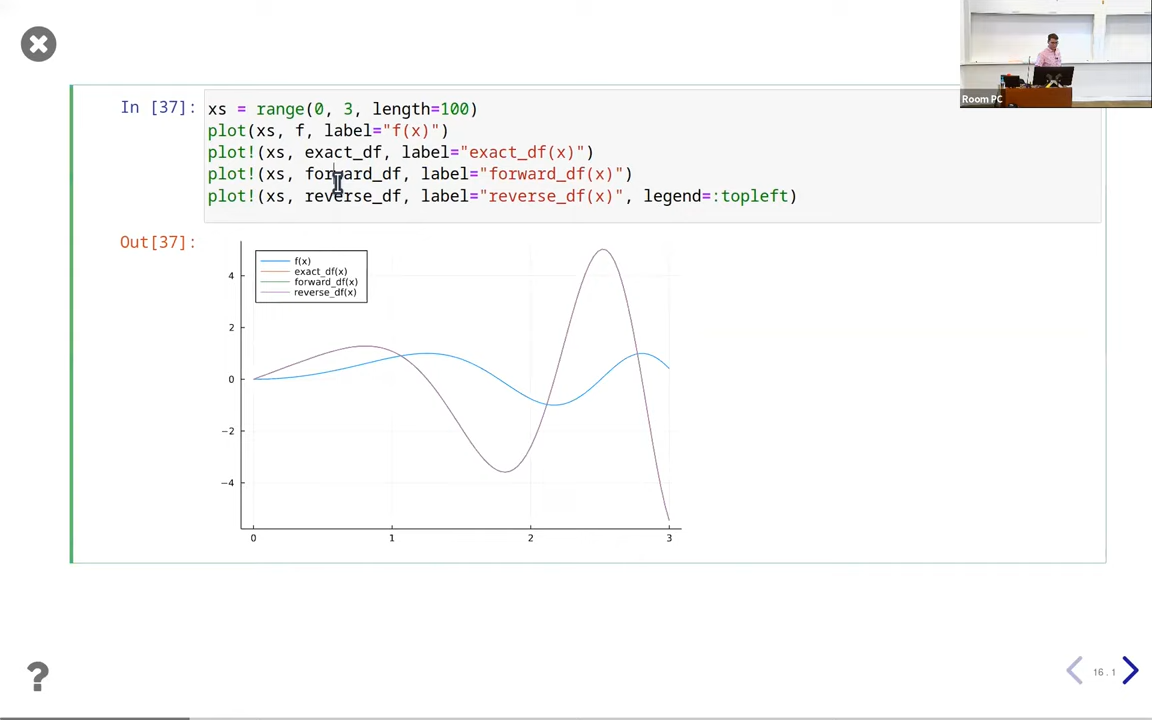 In [37]:
xs = range(0, 3, length=100)
plot(xs, f, label="f(x)")
plot!(xs, exact_df, label="exact_df(x)")
plot!(xs, forward_df, label="forward_df(x)")
plot!(xs, reverse_df, label="reverse_df(x)", legend=:topleft)
Room PC
Out[37]:
f(x)
exact_df(x)
forward_df(x)
reverse_df(x)
4
2
0
−2
−4
0 1 2 3
?
16.1